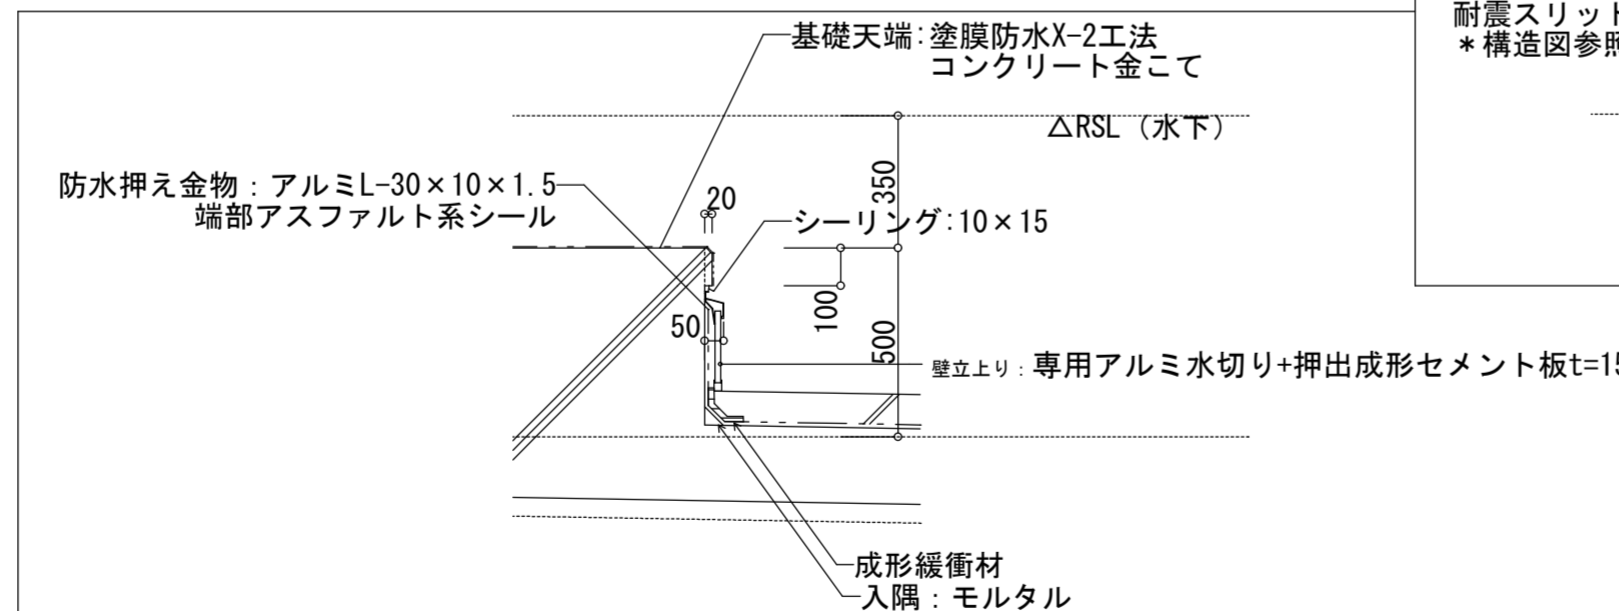 耐震スリット
＊構造図参照
基礎天端:塗膜防水X-2工法
コンクリート金こて
△RSL（水下）
防水押え金物：アルミL-30×10×1.5
端部アスファルト系シール
20
350
シーリング:10×15
100
50
500
壁立上り：専用アルミ水切り+押出成形セメント板t=15
成形緩衝材
入隅：モルタル